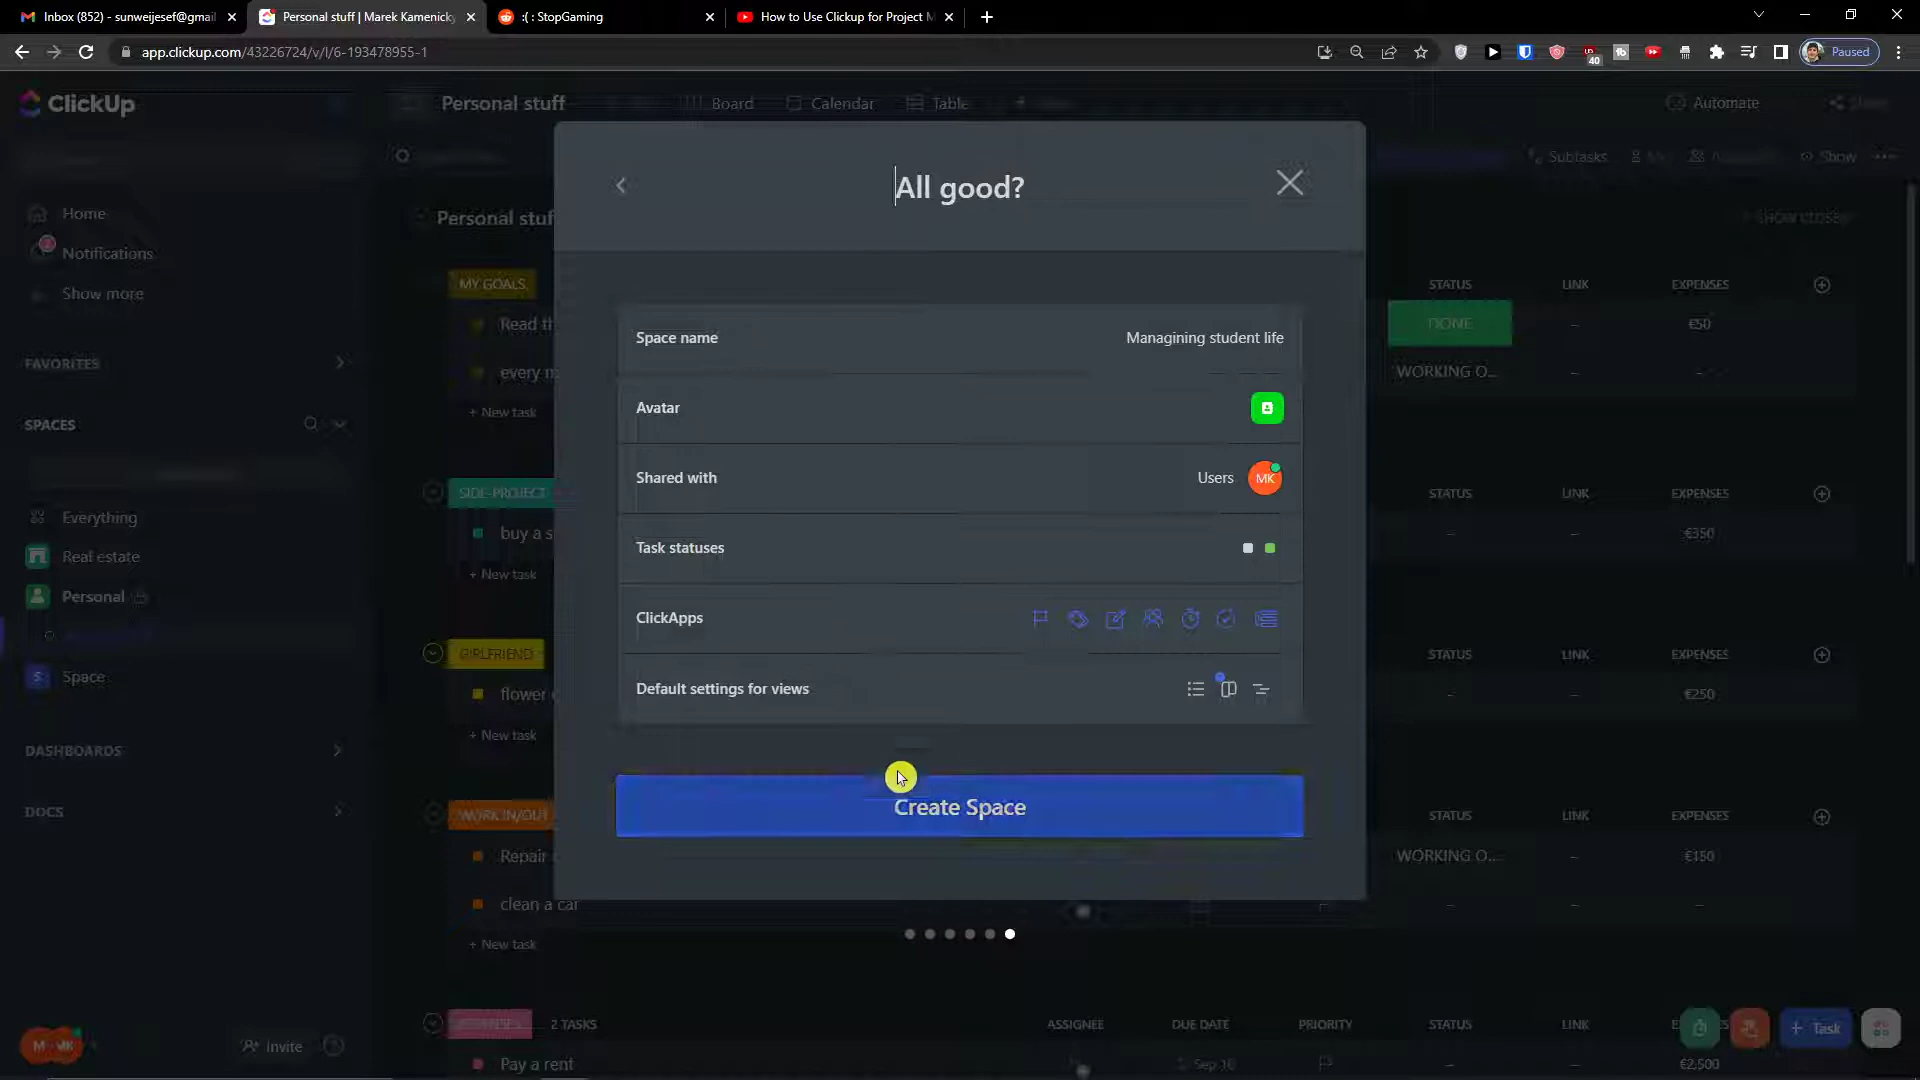 Inbox (852) - sunweijesef@gmail
Personal stuff | Marek Kamenicky
:( : StopGaming
How to Use Clickup for Project M
app.clickup.com/43226724/v/l/6-193478955-1
40
Paused
ClickUp
Personal stuff
Board
Calendar
Table
Automate
Share
Subtasks
Show
Home
Notifications
Show more
FAVORITES
SPACES
Everything
Real estate
Personal
S
Space
DASHBOARDS
DOCS
Invite
Personal stuf
SHOW CLOSE
MY GOALS
STATUS
LINK
EXPENSES
Read th
DONE
–
€50
every m
WORKING O...
–
–
+ New task
SIDE-PROJECT
STATUS
LINK
EXPENSES
buy a s
–
–
€350
+ New task
GIRLFRIEND
STATUS
LINK
EXPENSES
flower
–
–
€250
+ New task
WORK IN/OUT
STATUS
LINK
EXPENSES
Repair
WORKING O...
–
€150
clean a car
–
–
–
+ New task
2 TASKS
ASSIGNEE
DUE DATE
PRIORITY
STATUS
LINK
Pay a rent
Sep 10
€2,500
+ Task
All good?
Space name
Managining student life
Avatar
Shared with
Users
MK
Task statuses
ClickApps
Default settings for views
Create Space